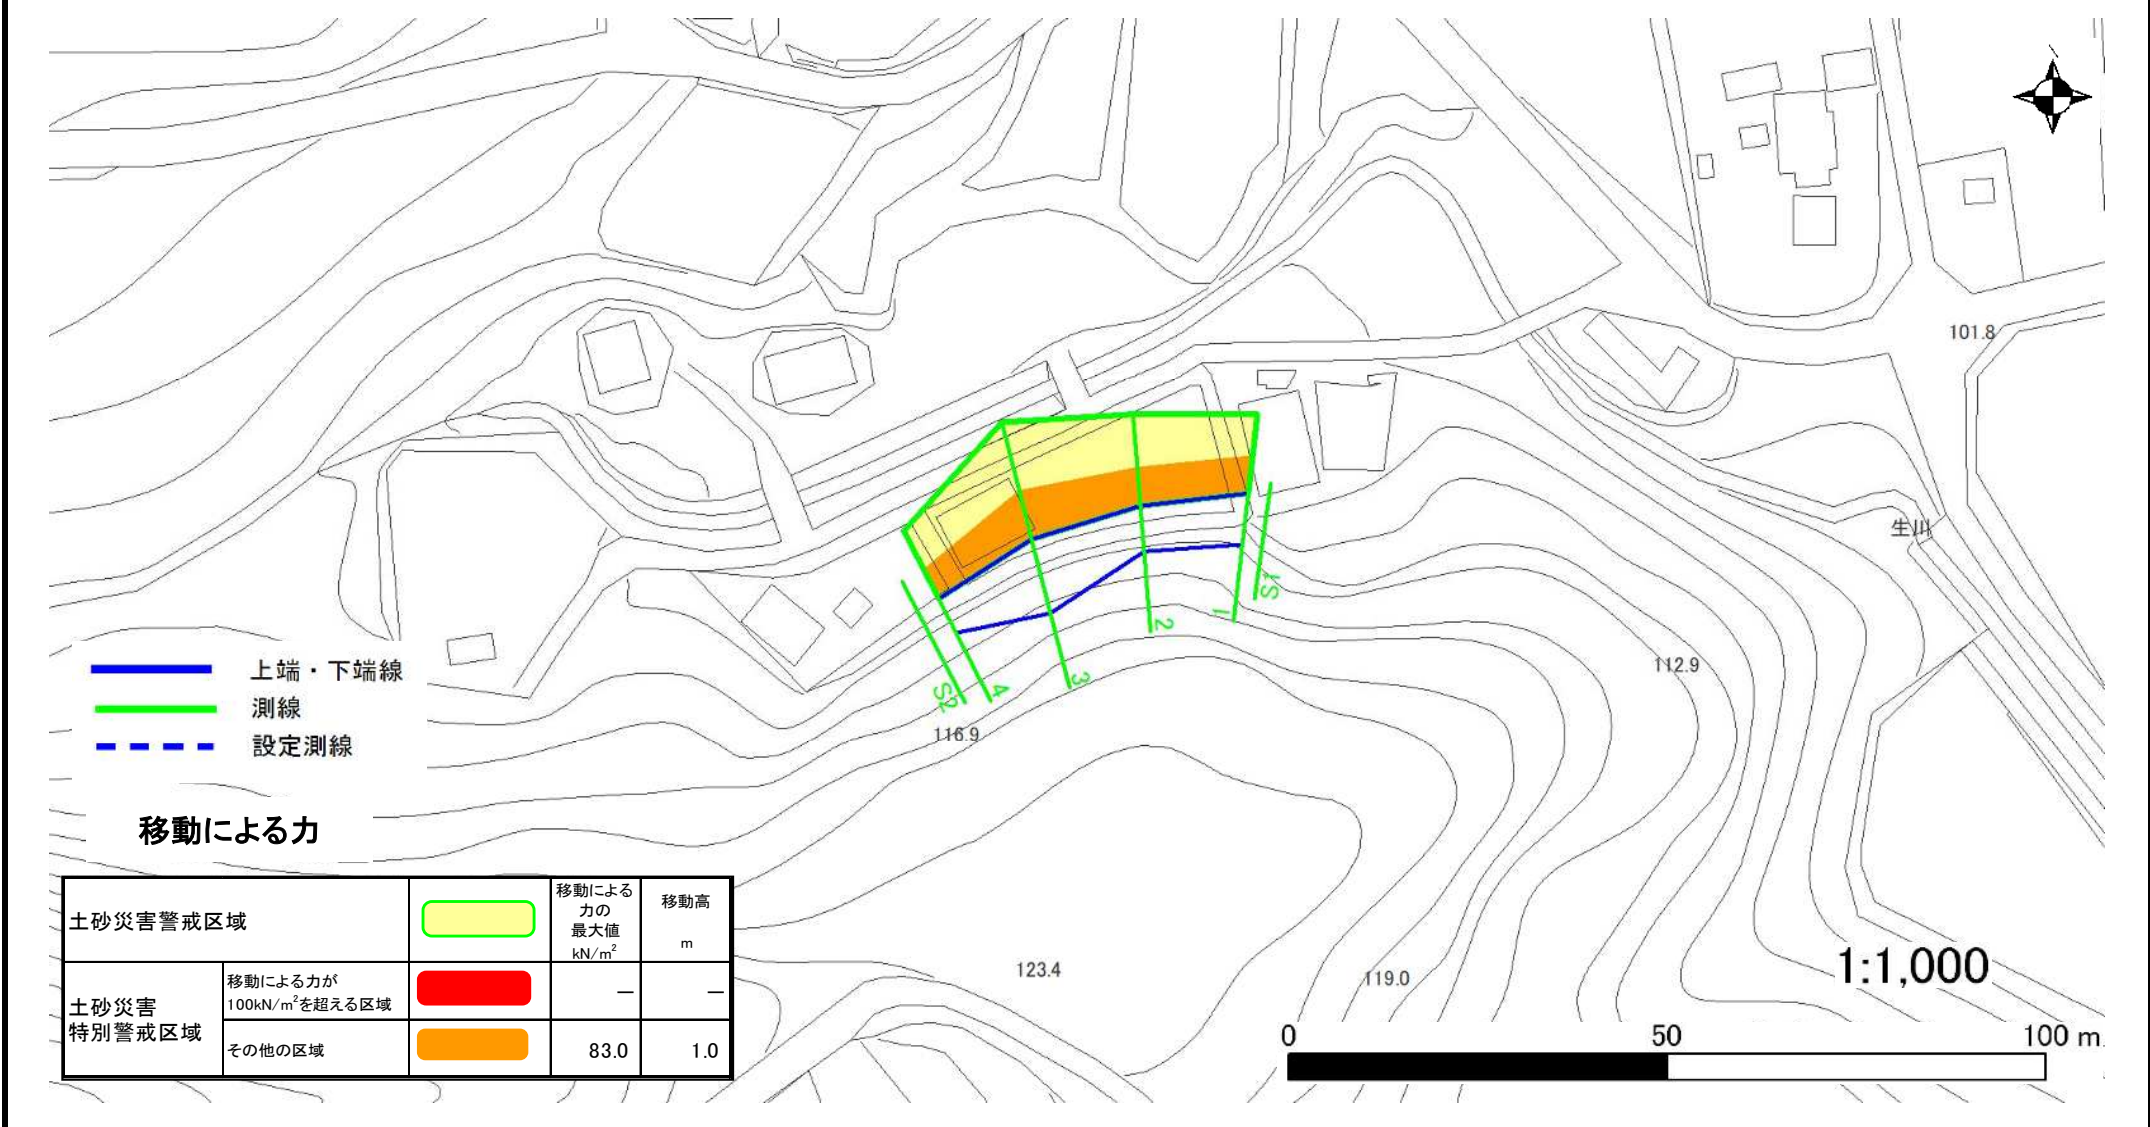 101.8
生川
S1
1
2
3
4
S2
112.9
116.9
上端・下端線
測線
設定測線
移動による力
土砂災害警戒区域
移動による
力の
最大値
kN/m²
移動高
m
土砂災害
特別警戒区域
移動による力が
100kN/m²を超える区域
－
－
その他の区域
83.0
1.0
123.4
119.0
1:1,000
0
50
100 m